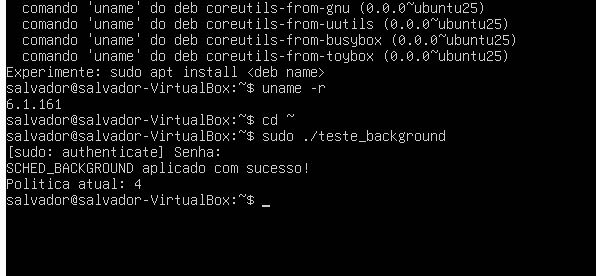 comando 'uname' do deb coreutils-from-gnu (0.0.0~ubuntu25)
comando 'uname' do deb coreutils-from-uutils (0.0.0~ubuntu25)
comando 'uname' do deb coreutils-from-busybox (0.0.0~ubuntu25)
comando 'uname' do deb coreutils-from-toybox (0.0.0~ubuntu25)
Experimente: sudo apt install <deb name>
salvador@salvador-VirtualBox:~$ uname -r
6.1.161
salvador@salvador-VirtualBox:~$ cd ~
salvador@salvador-VirtualBox:~$ sudo ./teste_background
[sudo: authenticate] Senha:
SCHED_BACKGROUND aplicado com sucesso!
Politica atual: 4
salvador@salvador-VirtualBox:~$ _